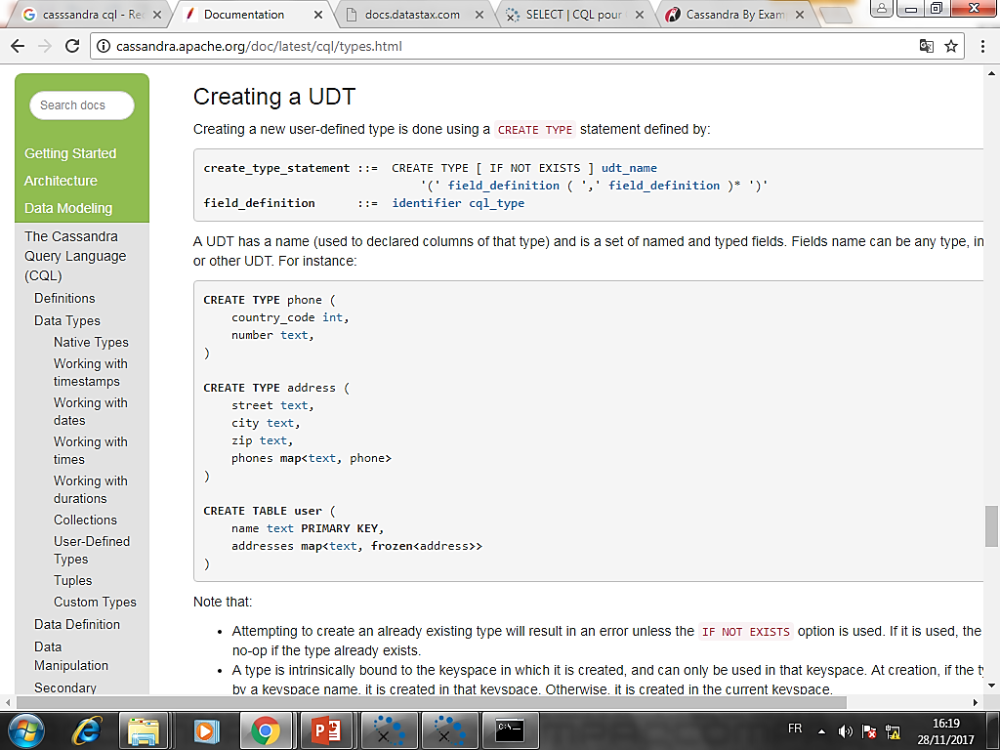 casssandra cql - Re
Documentation
docs.datastax.com
SELECT | CQL pour
Cassandra By Exam
cassandra.apache.org/doc/latest/cql/types.html
Search docs
Getting Started
Architecture
Data Modeling
The Cassandra
Query Language
(CQL)
Definitions
Data Types
Native Types
Working with
timestamps
Working with
dates
Working with
times
Working with
durations
Collections
User-Defined
Types
Tuples
Custom Types
Data Definition
Data
Manipulation
Secondary
Creating a UDT
Creating a new user-defined type is done using a CREATE TYPE statement defined by:
create_type_statement ::= CREATE TYPE [ IF NOT EXISTS ] udt_name
'(' field_definition ( ',' field_definition )* ')'
field_definition ::= identifier cql_type
A UDT has a name (used to declared columns of that type) and is a set of named and typed fields. Fields name can be any type, in
or other UDT. For instance:
CREATE TYPE phone (
country_code int,
number text,
)
CREATE TYPE address (
street text,
city text,
zip text,
phones map<text, phone>
)
CREATE TABLE user (
name text PRIMARY KEY,
addresses map<text, frozen<address>>
)
Note that:
• Attempting to create an already existing type will result in an error unless the IF NOT EXISTS option is used. If it is used, the
no-op if the type already exists.
• A type is intrinsically bound to the keyspace in which it is created, and can only be used in that keyspace. At creation, if the ty
by a keyspace name, it is created in that keyspace. Otherwise, it is created in the current keyspace.
FR
16:19
28/11/2017